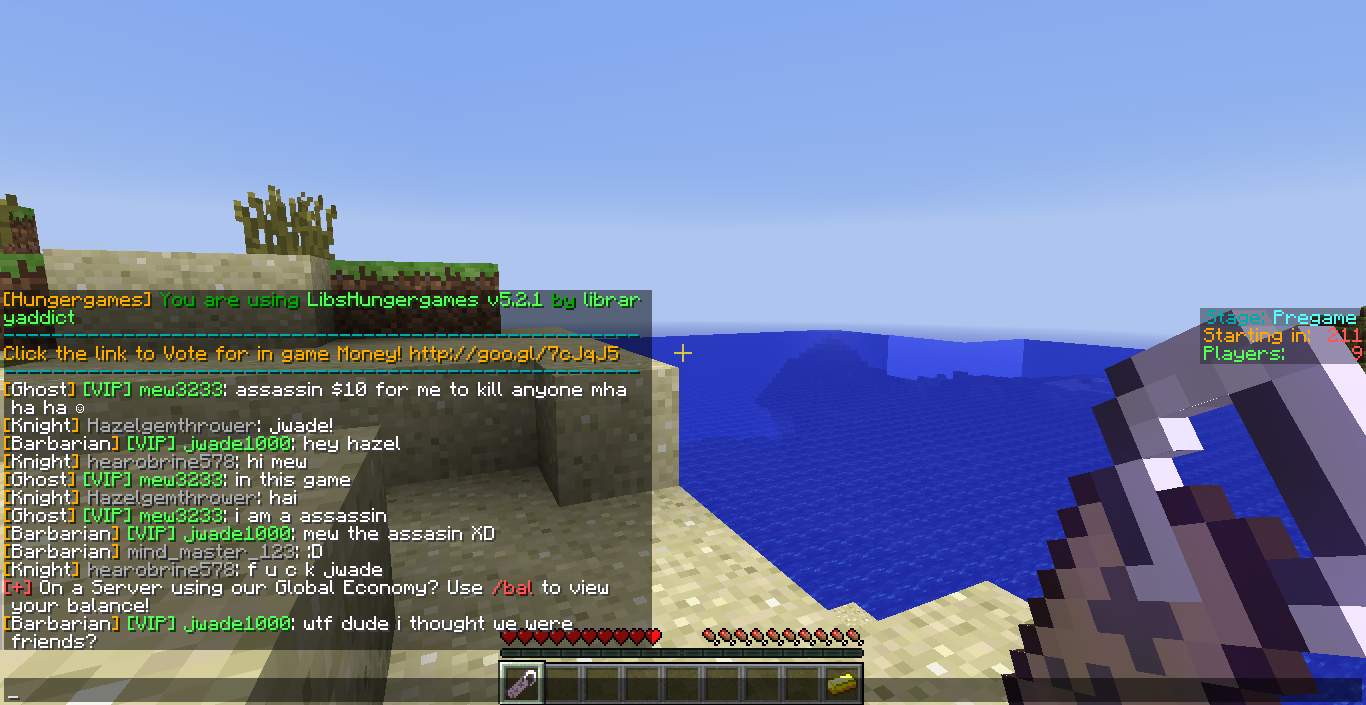 [Hungergames] You are using LibsHungergames v5.2.1 by librar
yaddict
Click the link to Vote for in game Money! http://goo.gl/7cJqJ5
[Ghost] [VIP] mew3233: assassin $10 for me to kill anyone mha
ha ha ☺
[Knight] Hazelgemthrower: jwade!
[Barbarian] [VIP] jwade1000: hey hazel
[Knight] hearobrine578: hi mew
[Ghost] [VIP] mew3233: in this game
[Knight] Hazelgemthrower: hai
[Ghost] [VIP] mew3233: i am a assassin
[Barbarian] [VIP] jwade1000: mew the assasin XD
[Barbarian] mind_master_123: :D
[Knight] hearobrine578: f u c k jwade
[+] On a Server using our Global Economy? Use /bal to view
your balance!
[Barbarian] [VIP] jwade1000: wtf dude i thought we were
friends?
_
Stage: Pregame
Starting in: 211
Players: 9